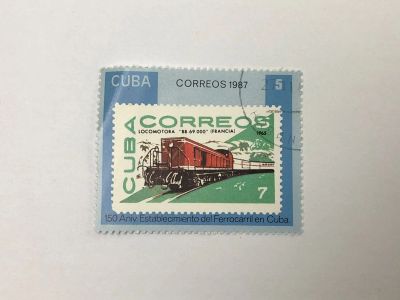 CUBA CORREOS 1987 5
CUBA
CORREOS
LOCOMOTORA "BB 69.000" (FRANCIA) 1965
7
150 Aniv. Establecimiento del Ferrocarril en Cuba.